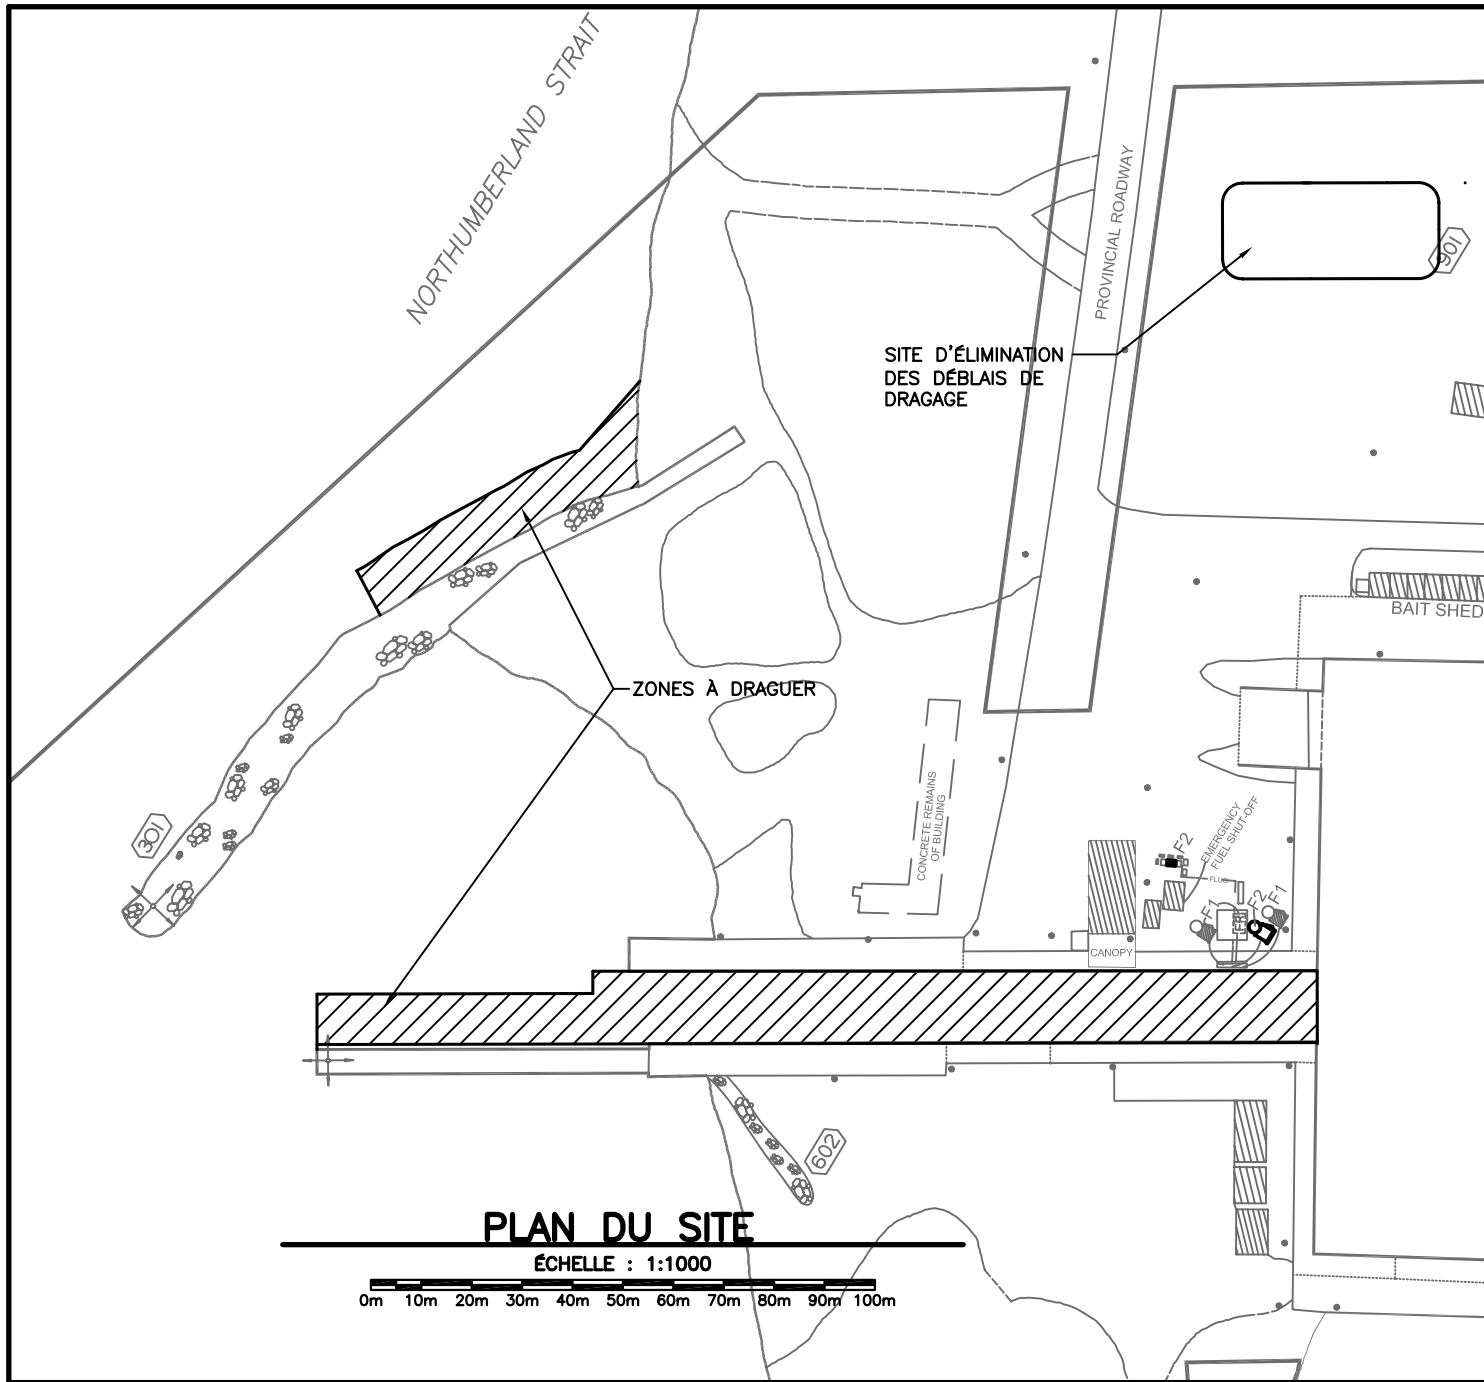 NORTHUMBERLAND STRAIT
PROVINCIAL ROADWAY
901
SITE D'ÉLIMINATION
DES DÉBLAIS DE
DRAGAGE
BAIT SHED
ZONES À DRAGUER
CONCRETE REMAINS
OF BUILDING
EMERGENCY
FUEL SHUT-OFF
F2
FLUG
301
F1
F2
F1
CANOPY
602
PLAN DU SITE
ÉCHELLE : 1:1000
0m 10m 20m 30m 40m 50m 60m 70m 80m 90m 100m